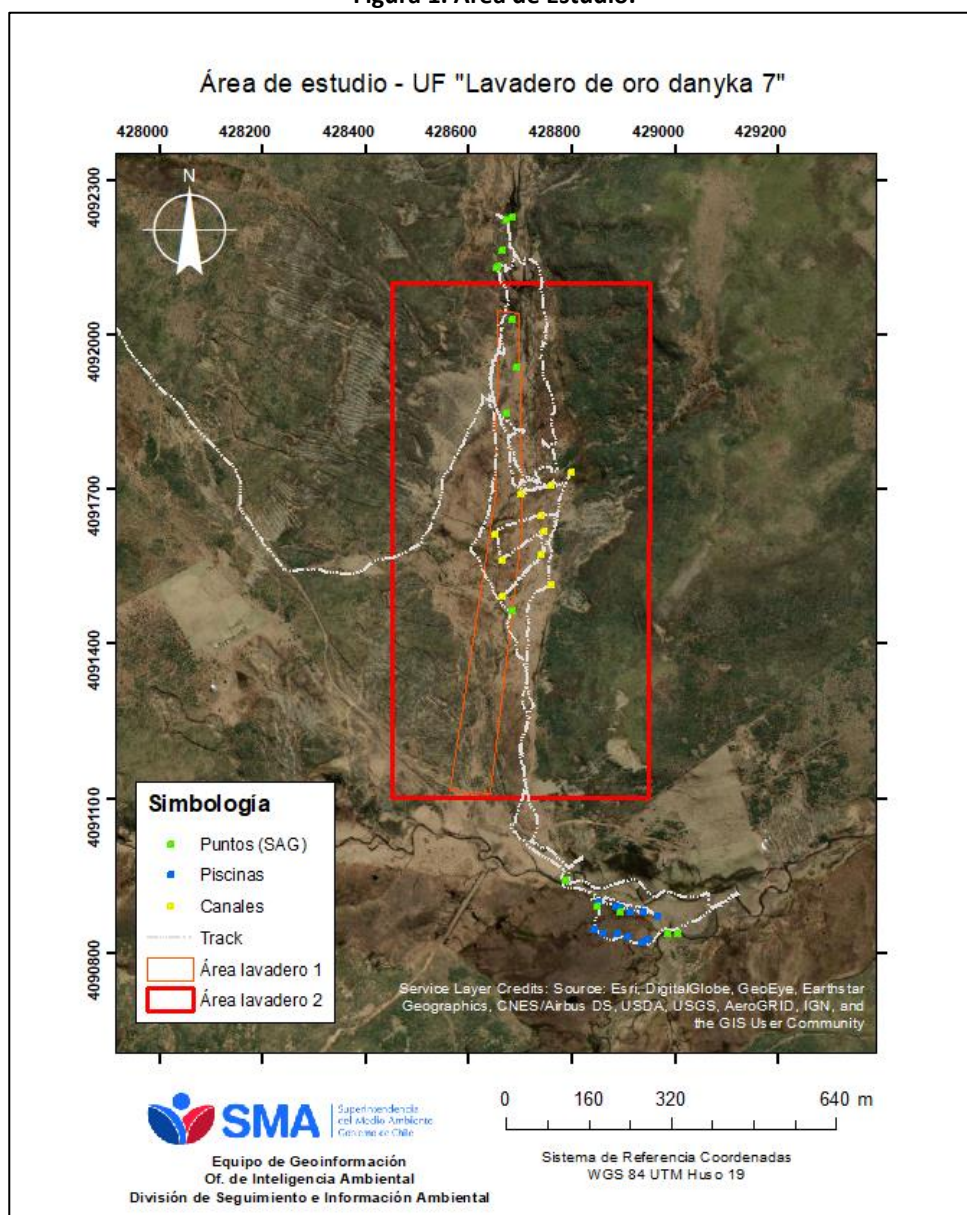 Figura 1. Área de Estudio.
Área de estudio - UF "Lavadero de oro danyka 7"
428000 428200 428400 428600 428800 429000 429200
N
4092300
4092000
4091700
4091400
4091100
4090800
Simbología
Puntos (SAG)
Piscinas
Canales
Track
Área lavadero 1
Área lavadero 2
Service Layer Credits: Source: Esri, DigitalGlobe, GeoEye, Earthstar
Geographics, CNES/Airbus DS, USDA, USGS, AeroGRID, IGN, and
the GIS User Community
SMA
Superintendencia
del Medio Ambiente
Gobierno de Chile
Equipo de Geoinformación
Of. de Inteligencia Ambiental
División de Seguimiento e Información Ambiental
0 160 320 640 m
Sistema de Referencia Coordenadas
WGS 84 UTM Huso 19